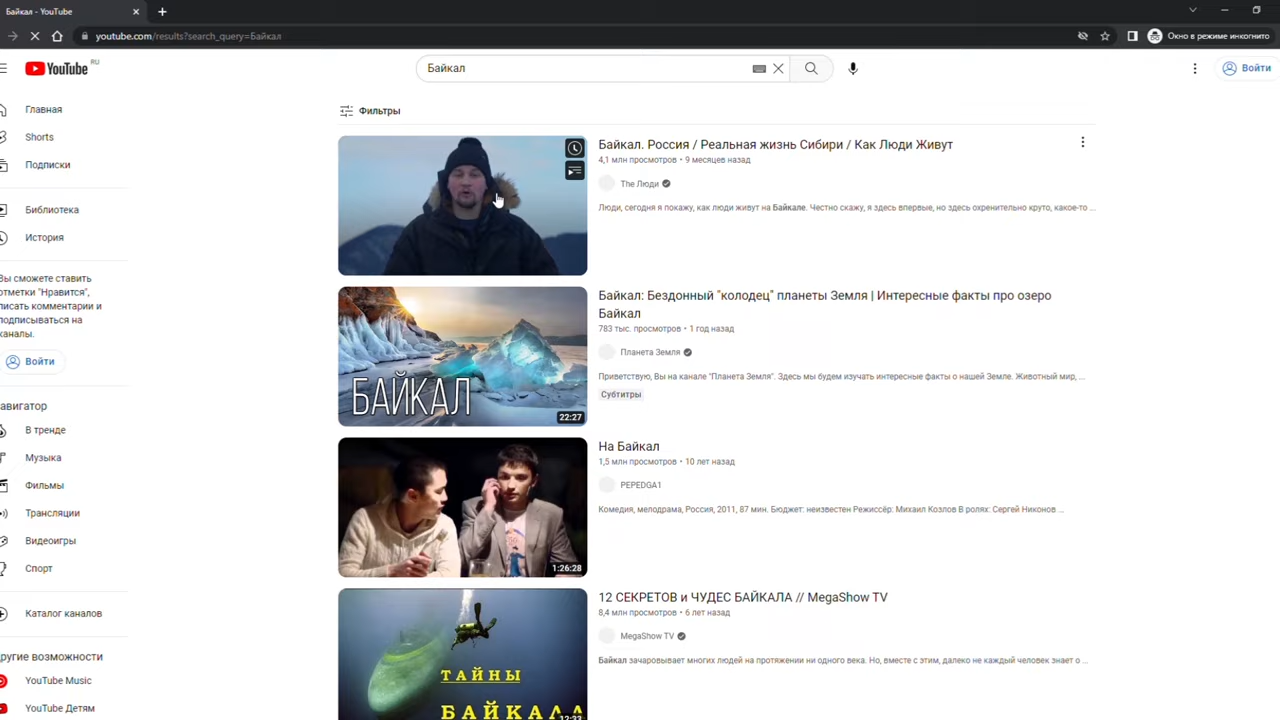 Байкал - YouTube
youtube.com/results?search_query=Байкал
Окно в режиме инкогнито
YouTube RU
Байкал
Войти
Главная
Shorts
Подписки
Библиотека
История
Вы сможете ставить
отметки "Нравится",
писать комментарии и
подписываться на
каналы.
Войти
авигатор
В тренде
Музыка
Фильмы
Трансляции
Видеоигры
Спорт
Каталог каналов
другие возможности
YouTube Music
YouTube Детям
Фильтры
Байкал. Россия / Реальная жизнь Сибири / Как Люди Живут
4,1 млн просмотров • 9 месяцев назад
The Люди
Люди, сегодня я покажу, как люди живут на Байкале. Честно скажу, я здесь впервые, но здесь охренительно круто, какое-то ...
БАЙКАЛ
22:27
Байкал: Бездонный "колодец" планеты Земля | Интересные факты про озеро
Байкал
783 тыс. просмотров • 1 год назад
Планета Земля
Приветствую, Вы на канале "Планета Земля". Здесь мы будем изучать интересные факты о нашей Земле. Животный мир, ...
Субтитры
1:26:28
На Байкал
1,5 млн просмотров • 10 лет назад
PEPEDGA1
Комедия, мелодрама, Россия, 2011, 87 мин. Бюджет: неизвестен Режиссёр: Михаил Козлов В ролях: Сергей Никонов ...
ТАЙНЫ
БАЙКАЛА
12:33
12 СЕКРЕТОВ и ЧУДЕС БАЙКАЛА // MegaShow TV
8,4 млн просмотров • 6 лет назад
MegaShow TV
Байкал зачаровывает многих людей на протяжении ни одного века. Но, вместе с этим, далеко не каждый человек знает о ...